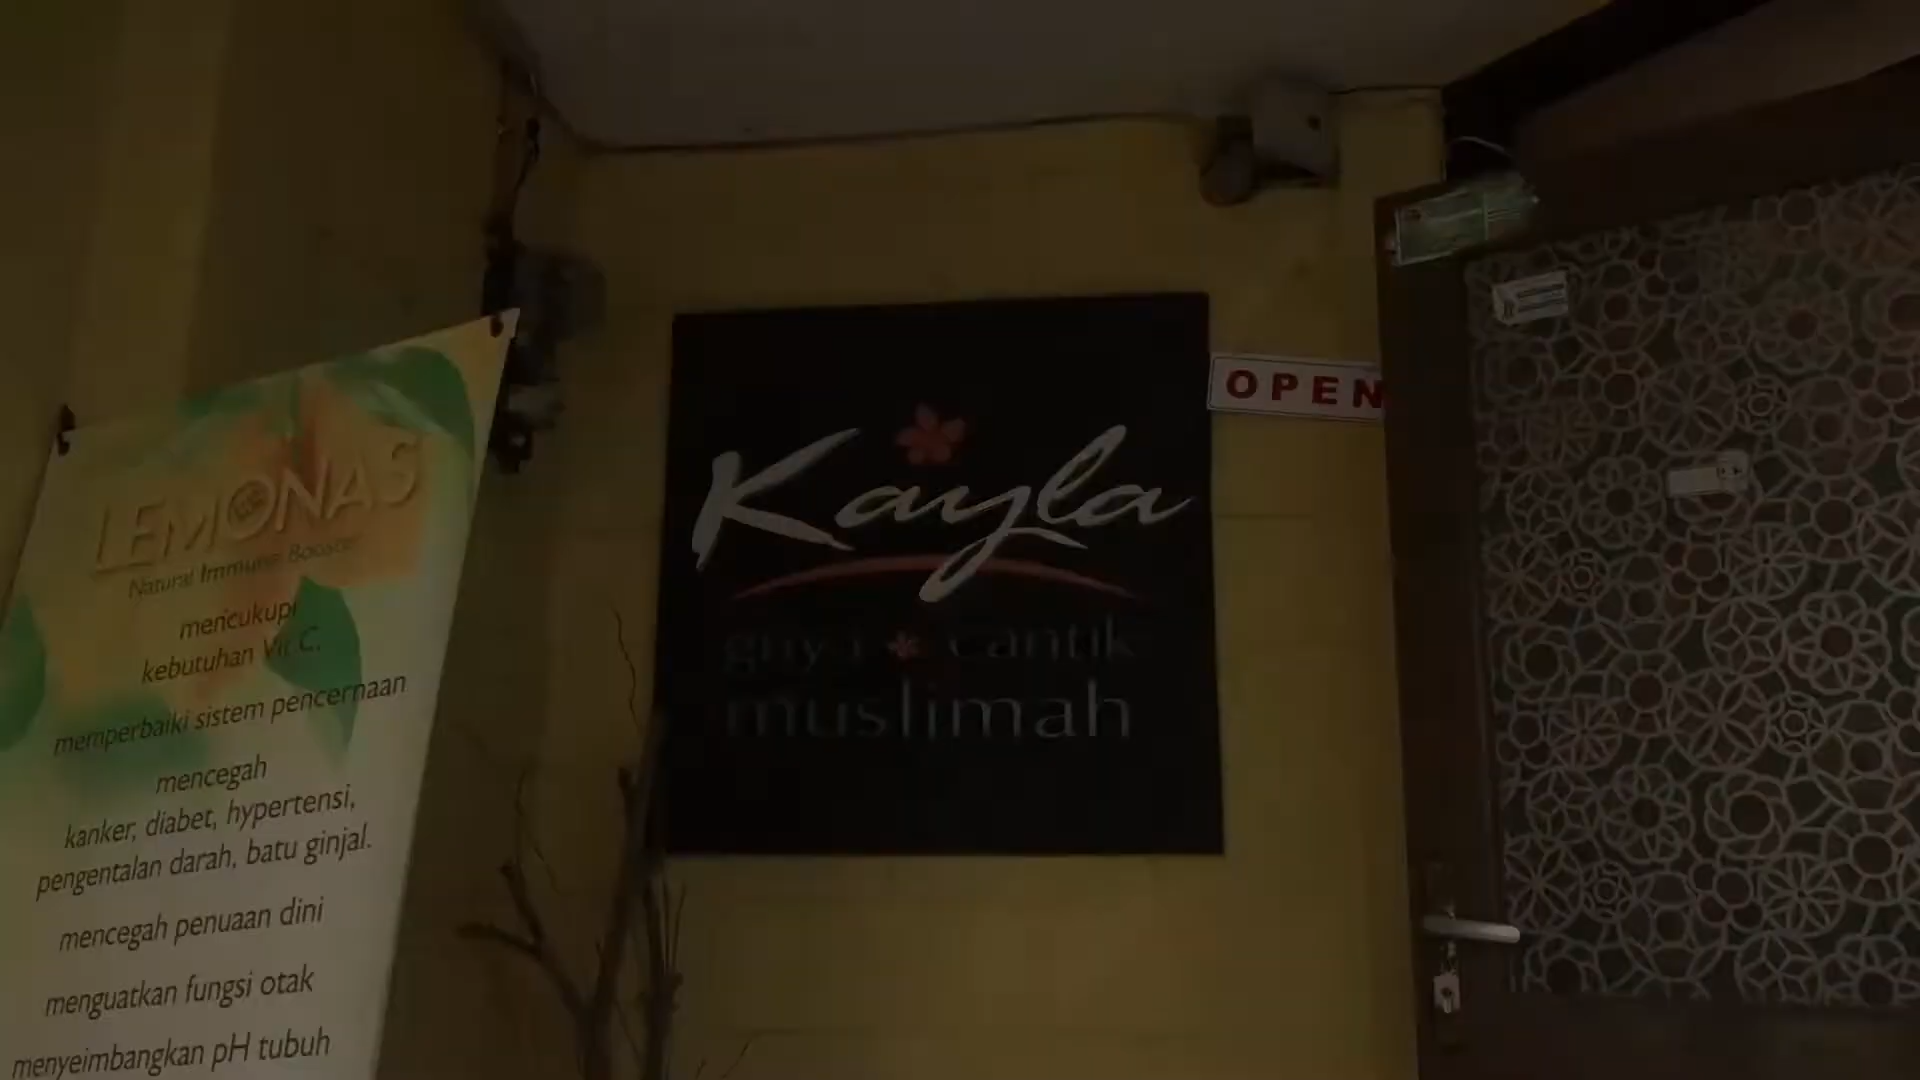 LEMONAS
Natural Immune Booster
mencukupi
kebutuhan Vit C.
memperbaiki sistem pencernaan
mencegah
kanker, diabet, hypertensi,
pengentalan darah, batu ginjal.
mencegah penuaan dini
menguatkan fungsi otak
menyeimbangkan pH tubuh
Kayla
cantik
muslimah
OPEN